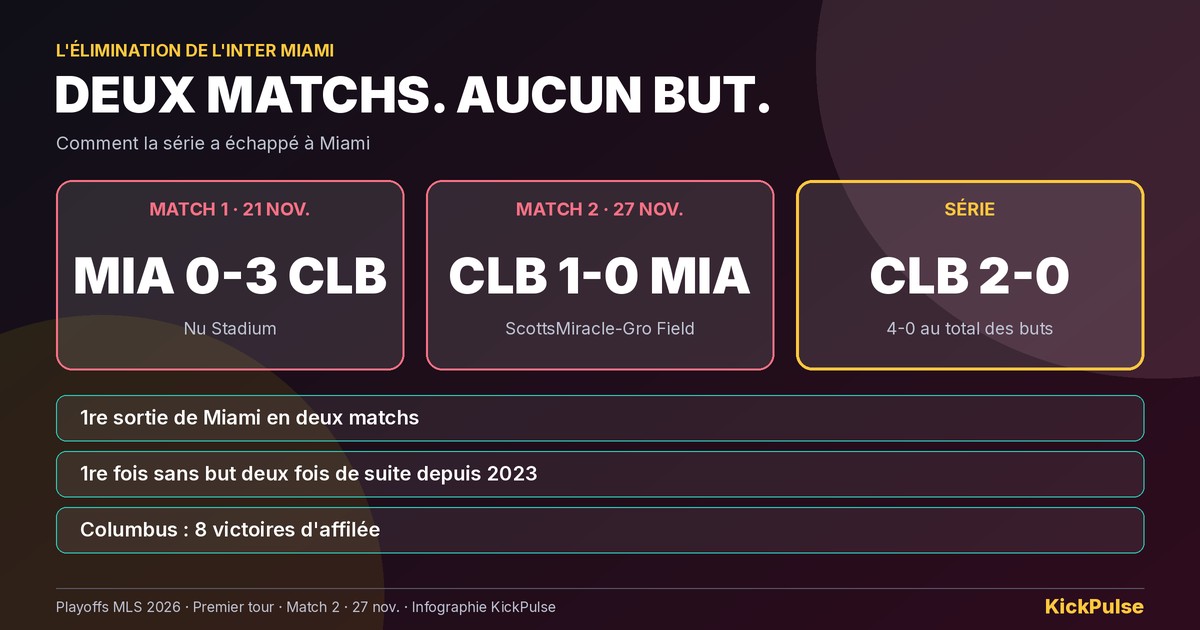 L'ÉLIMINATION DE L'INTER MIAMI
DEUX MATCHS. AUCUN BUT.
Comment la série a échappé à Miami
MATCH 1 · 21 NOV.
MIA 0-3 CLB
Nu Stadium
MATCH 2 · 27 NOV.
CLB 1-0 MIA
ScottsMiracle-Gro Field
SÉRIE
CLB 2-0
4-0 au total des buts
1re sortie de Miami en deux matchs
1re fois sans but deux fois de suite depuis 2023
Columbus : 8 victoires d'affilée
Playoffs MLS 2026 · Premier tour · Match 2 · 27 nov. · Infographie KickPulse
KickPulse